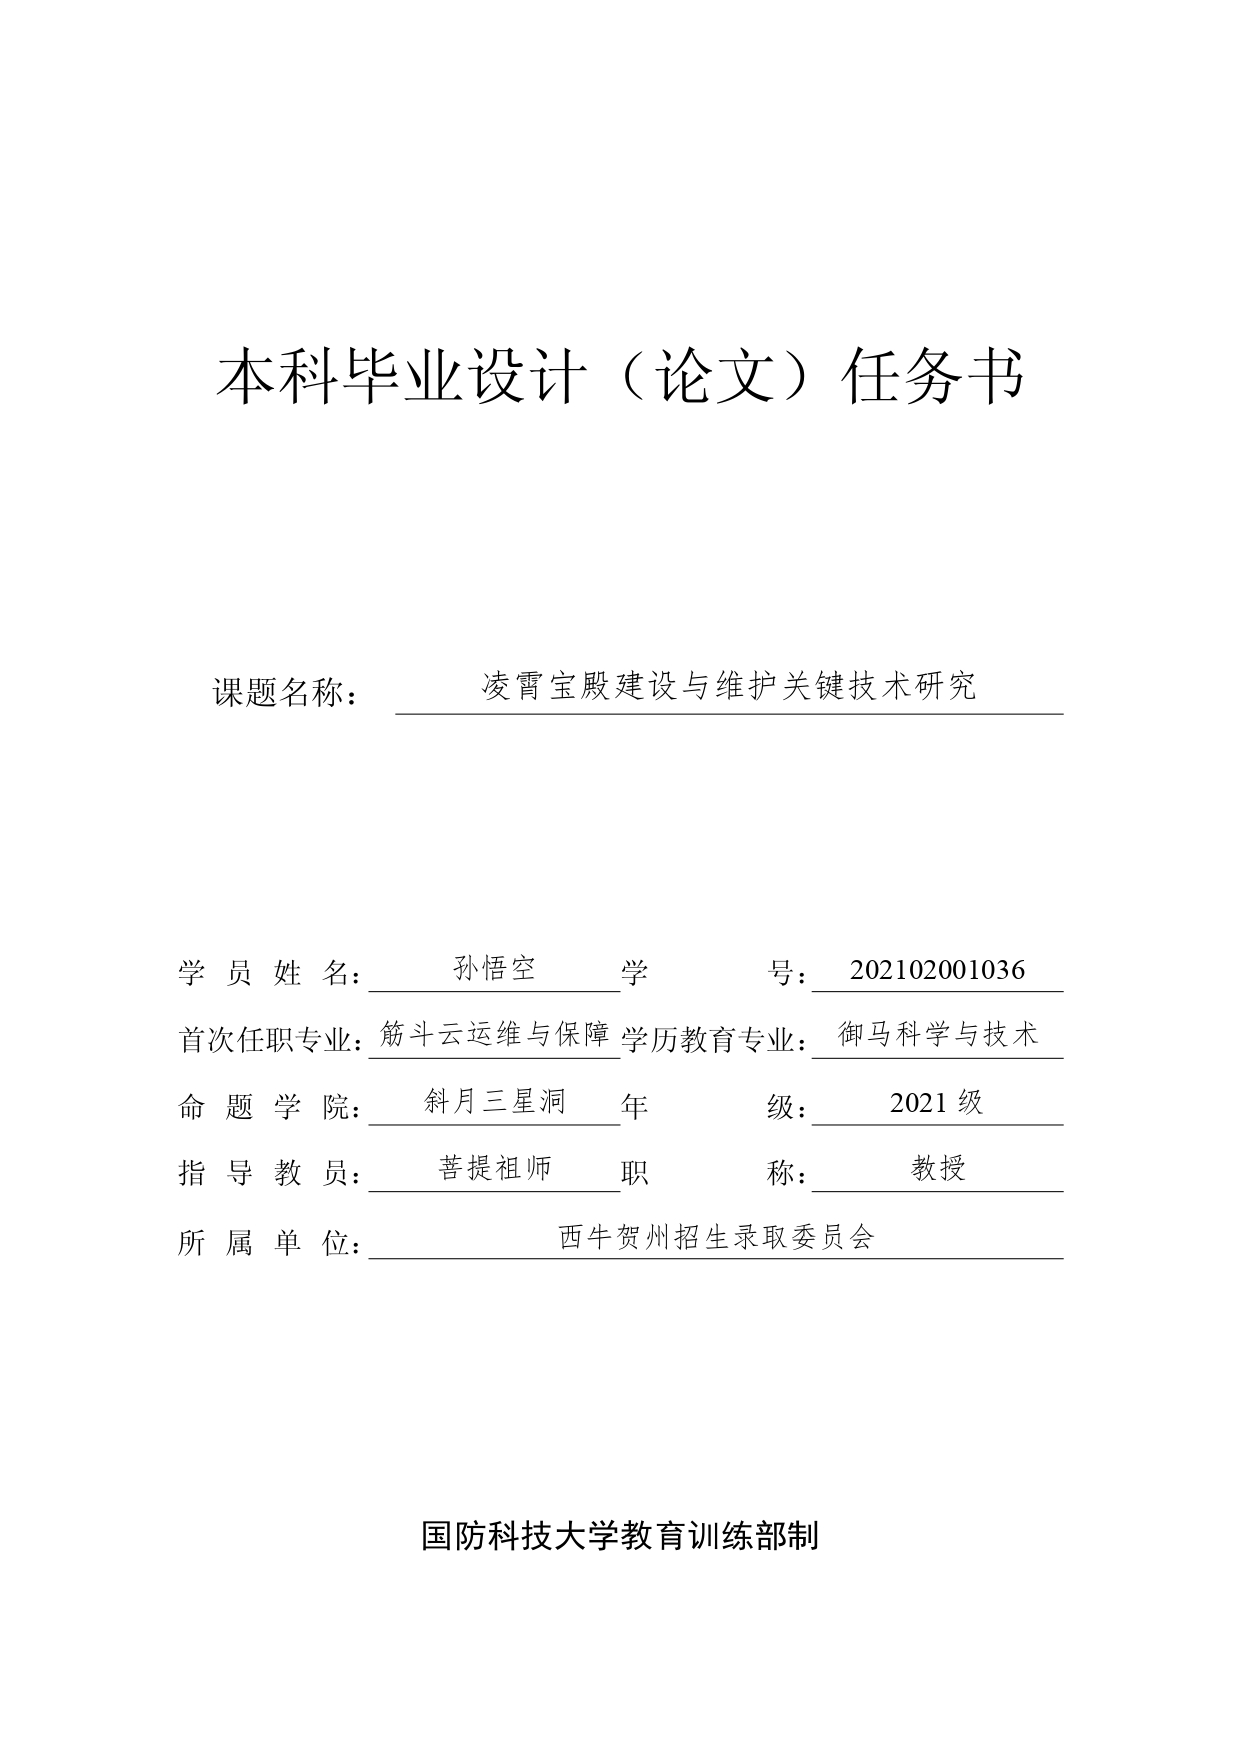 本科毕业设计（论文）任务书
课题名称： 凌霄宝殿建设与维护关键技术研究
学员姓名： 孙悟空 学号： 202102001036
首次任职专业： 筋斗云运维与保障 学历教育专业： 御马科学与技术
命题学院： 斜月三星洞 年级： 2021 级
指导教员： 菩提祖师 职称： 教授
所属单位： 西牛贺州招生录取委员会
国防科技大学教育训练部制